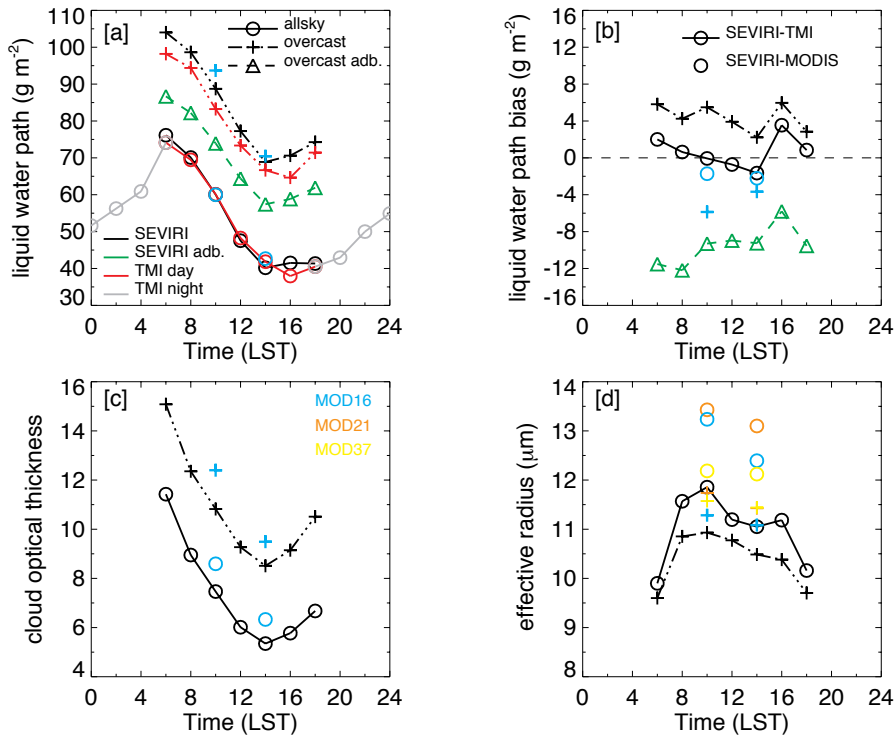 [a]
allsky
overcast
overcast adb.
SEVIRI
SEVIRI adb.
TMI day
TMI night
liquid water path (g m-2)
110
100
90
80
70
60
50
40
30
0 4 8 12 16 20 24
Time (LST)
[b]
SEVIRI-TMI
SEVIRI-MODIS
liquid water path bias (g m-2)
16
12
8
4
0
-4
-8
-12
-16
0 4 8 12 16 20 24
Time (LST)
[c]
MOD16
MOD21
MOD37
cloud optical thickness
16
14
12
10
8
6
4
0 4 8 12 16 20 24
Time (LST)
[d]
effective radius (μm)
14
13
12
11
10
9
8
0 4 8 12 16 20 24
Time (LST)